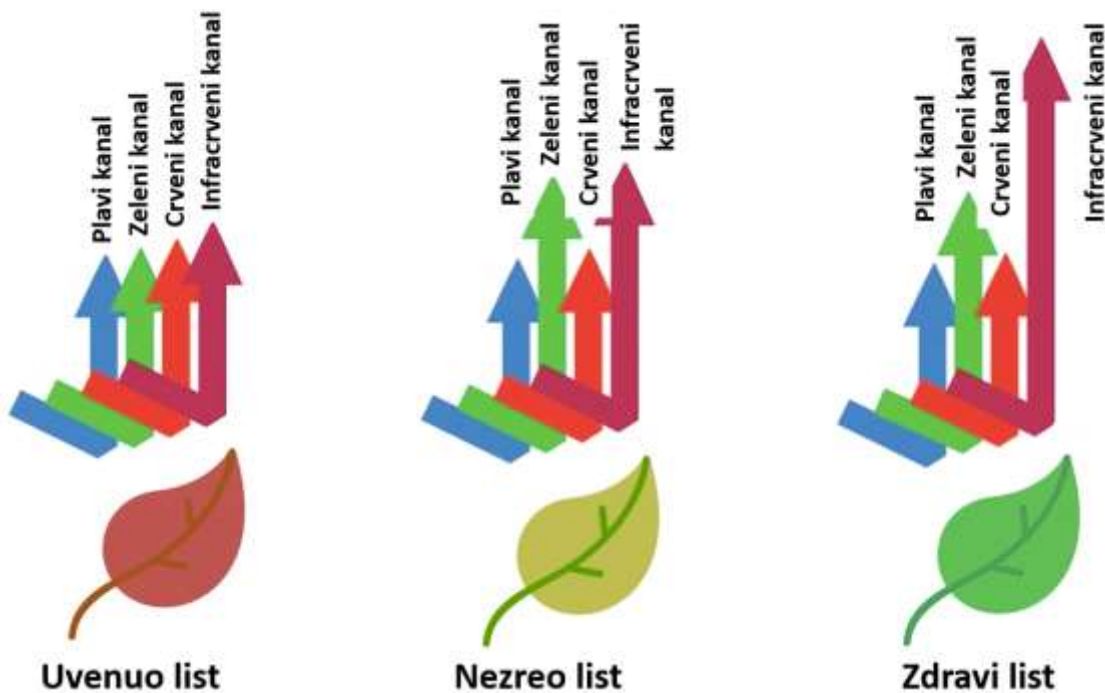 Plavi kanal
Zeleni kanal
Crveni kanal
Infracrveni kanal
Plavi kanal
Zeleni kanal
Crveni kanal
Infracrveni
kanal
Plavi kanal
Zeleni kanal
Crveni kanal
Infracrveni kanal
Uvenuo list
Nezreo list
Zdravi list